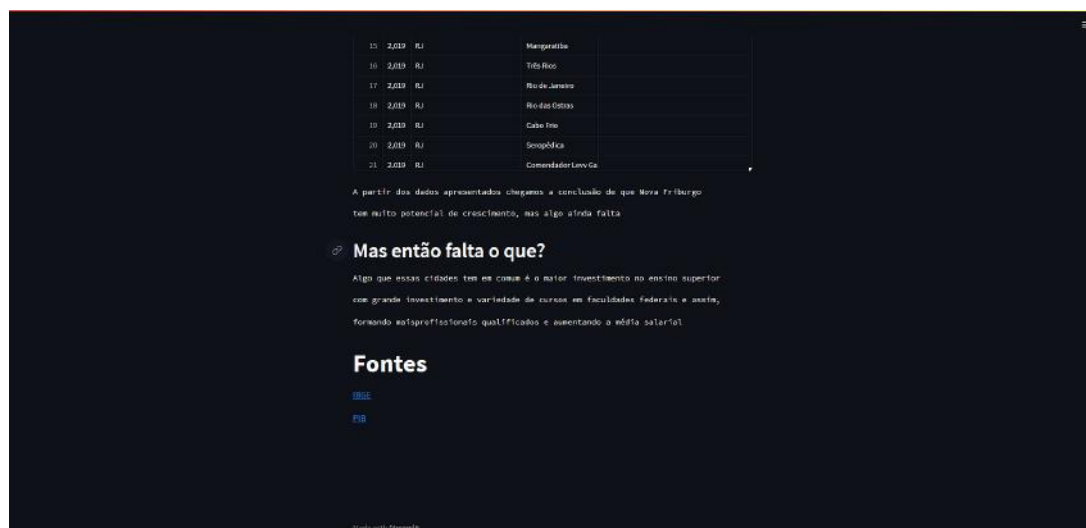 15 2,019 RJ Mangaratiba
16 2,019 RJ Três Rios
17 2,019 RJ Rio de Janeiro
18 2,019 RJ Rio das Ostras
19 2,019 RJ Cabo Frio
20 2,019 RJ Seropédica
21 2,019 RJ Comendador Levy Ga
A partir dos dados apresentados chegamos a conclusão de que Nova Friburgo
tem muito potencial de crescimento, mas algo ainda falta
Mas então falta o que?
Algo que essas cidades tem em comum é o maior investimento no ensino superior
com grande investimento e variedade de cursos em faculdades federais e assim,
formando maisprofissionais qualificados e aumentando a média salarial
Fontes
IBGE
PIB